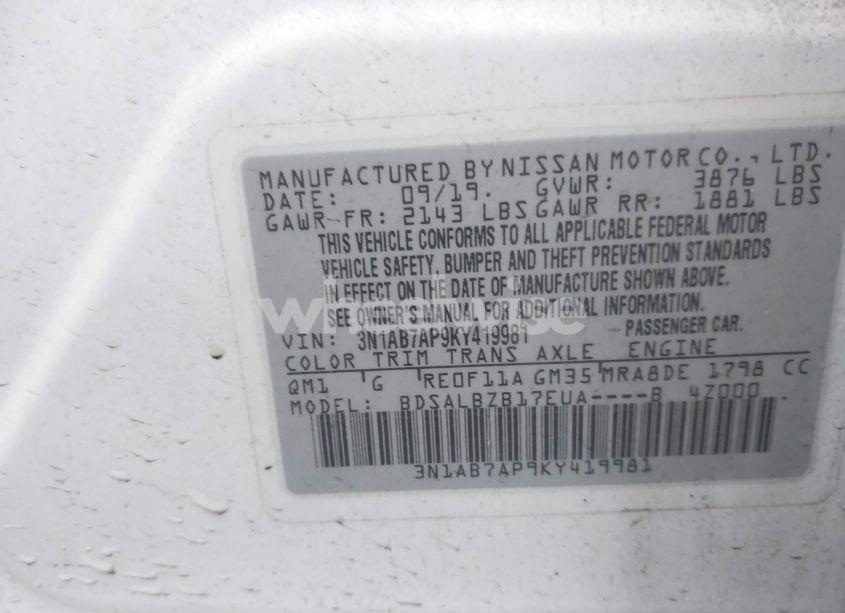 MANUFACTURED BY NISSAN MOTOR CO., LTD.
DATE: 09/19. GVWR: 3876 LBS
GAWR-FR: 2143 LBS GAWR RR: 1881 LBS
THIS VEHICLE CONFORMS TO ALL APPLICABLE FEDERAL MOTOR
VEHICLE SAFETY, BUMPER AND THEFT PREVENTION STANDARDS
IN EFFECT ON THE DATE OF MANUFACTURE SHOWN ABOVE.
SEE OWNER'S MANUAL FOR ADDITIONAL INFORMATION.
VIN: 3N1AB7AP9KY419981 - PASSENGER CAR.
COLOR TRIM TRANS AXLE ENGINE
QM1 G RE0F11A GM35 MRA8DE 1798 CC
MODEL: BDSALBZB17EUA----B 4Z000
3N1AB7AP9KY419981